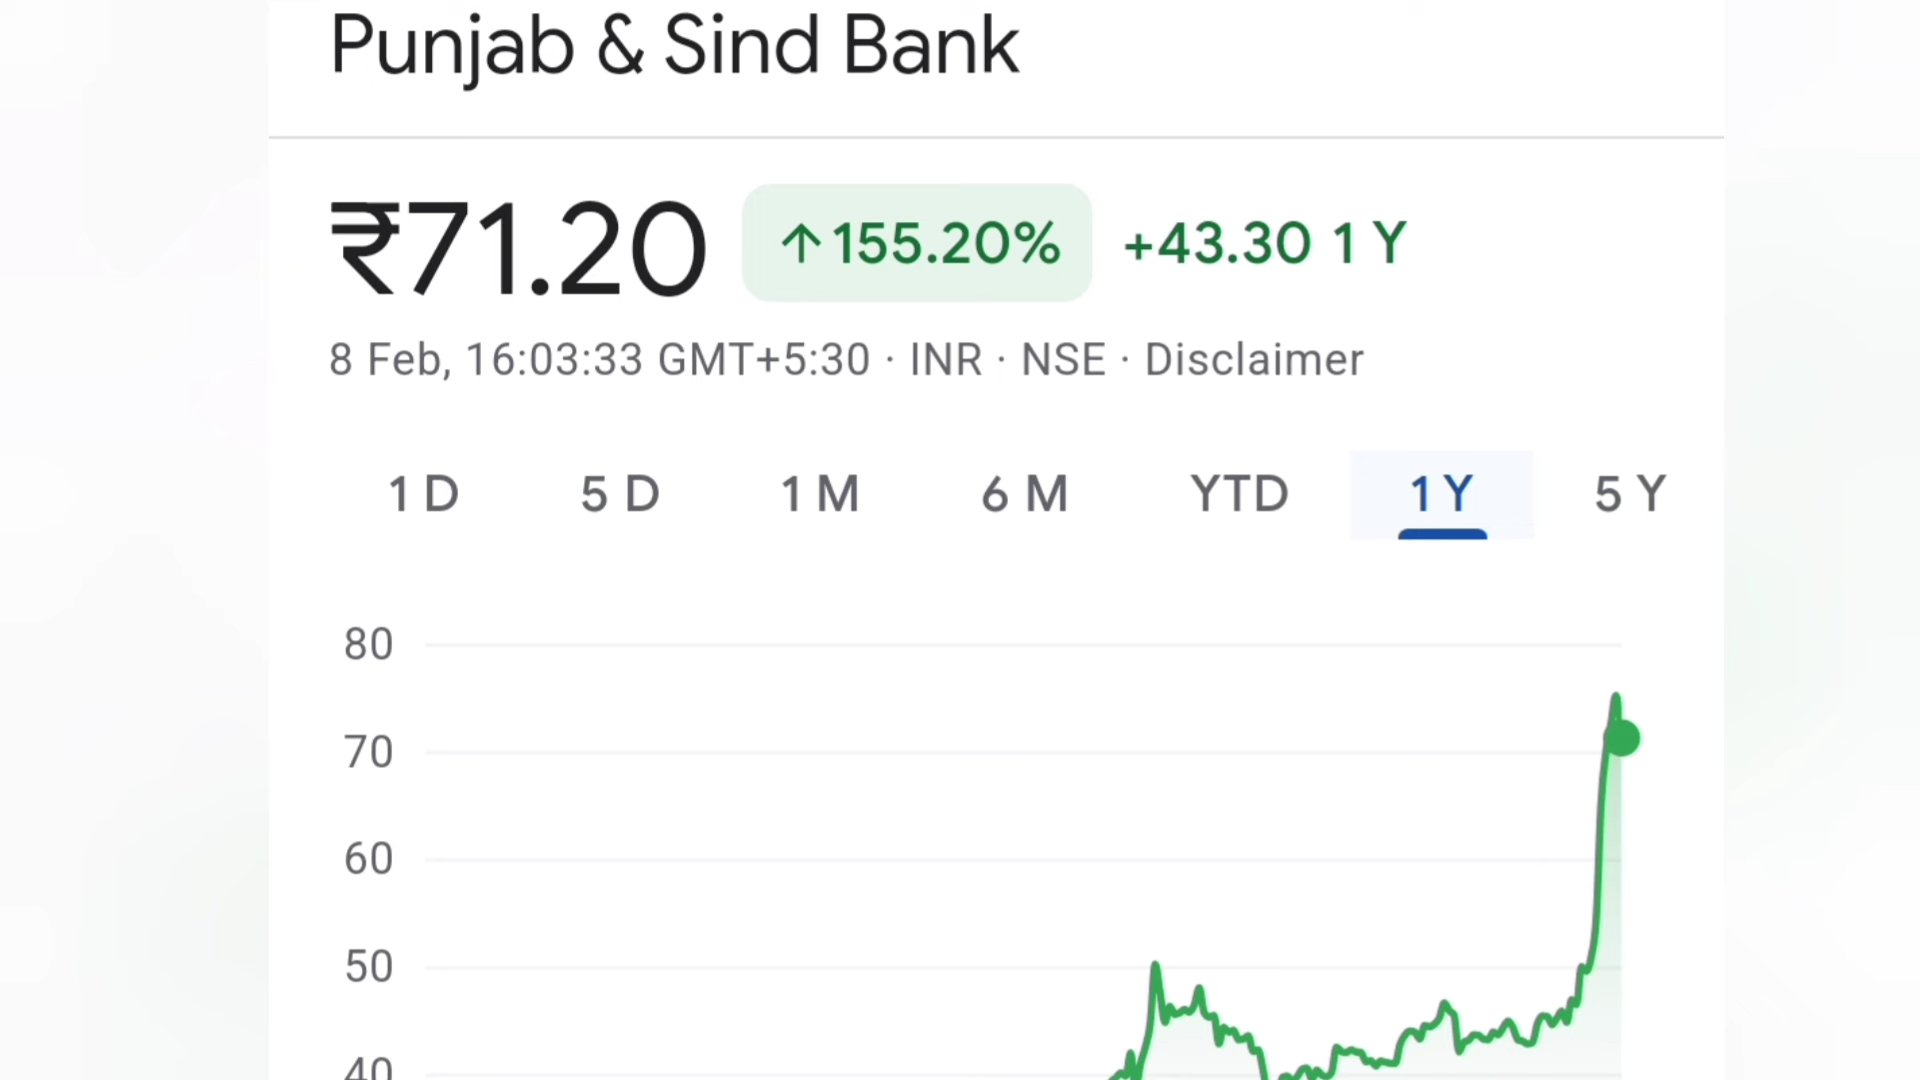 Punjab & Sind Bank
₹71.20 ↑155.20% +43.30 1 Y
8 Feb, 16:03:33 GMT+5:30 · INR · NSE · Disclaimer
1 D 5 D 1 M 6 M YTD 1 Y 5 Y
80
70
60
50
40